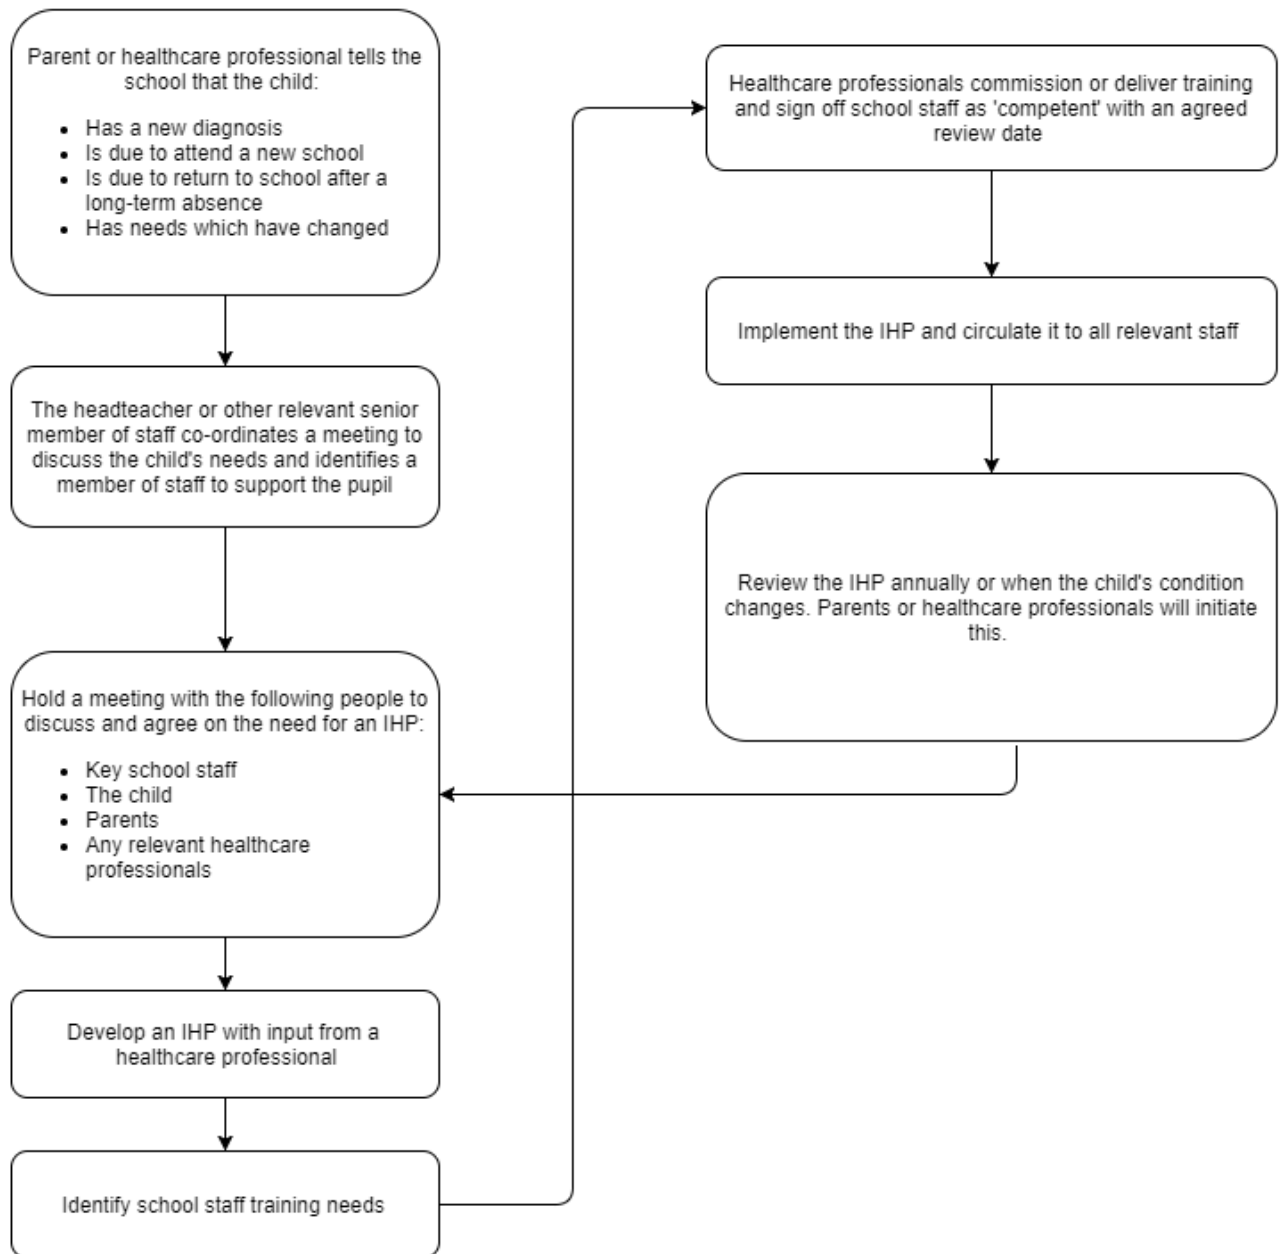 Parent or healthcare professional tells the
school that the child:
• Has a new diagnosis
• Is due to attend a new school
• Is due to return to school after a
long-term absence
• Has needs which have changed
The headteacher or other relevant senior
member of staff co-ordinates a meeting to
discuss the child's needs and identifies a
member of staff to support the pupil
Hold a meeting with the following people to
discuss and agree on the need for an IHP:
• Key school staff
• The child
• Parents
• Any relevant healthcare
professionals
Develop an IHP with input from a
healthcare professional
Identify school staff training needs
Healthcare professionals commission or deliver training
and sign off school staff as 'competent' with an agreed
review date
Implement the IHP and circulate it to all relevant staff
Review the IHP annually or when the child's condition
changes. Parents or healthcare professionals will initiate
this.